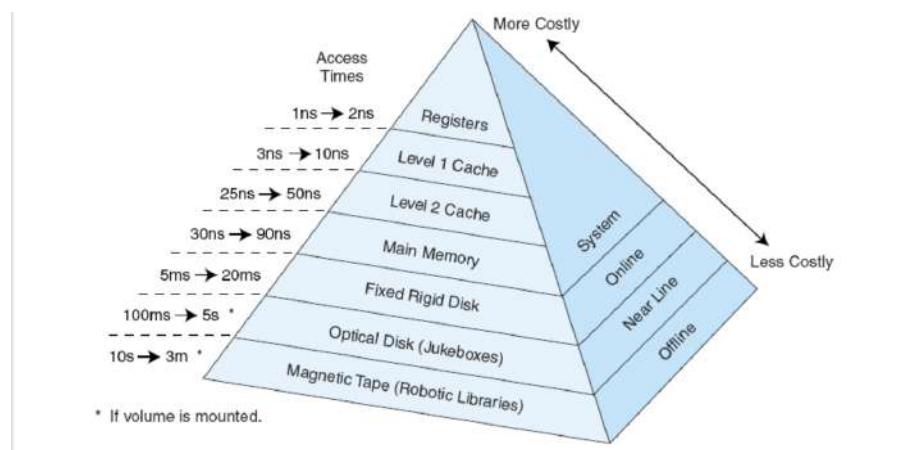 More Costly
Access
Times
1ns → 2ns
Registers
3ns → 10ns
Level 1 Cache
25ns → 50ns
Level 2 Cache
System
30ns → 90ns
Main Memory
Online
Less Costly
5ms → 20ms
Fixed Rigid Disk
Near Line
100ms → 5s *
Optical Disk (Jukeboxes)
Offline
10s → 3m *
Magnetic Tape (Robotic Libraries)
* If volume is mounted.